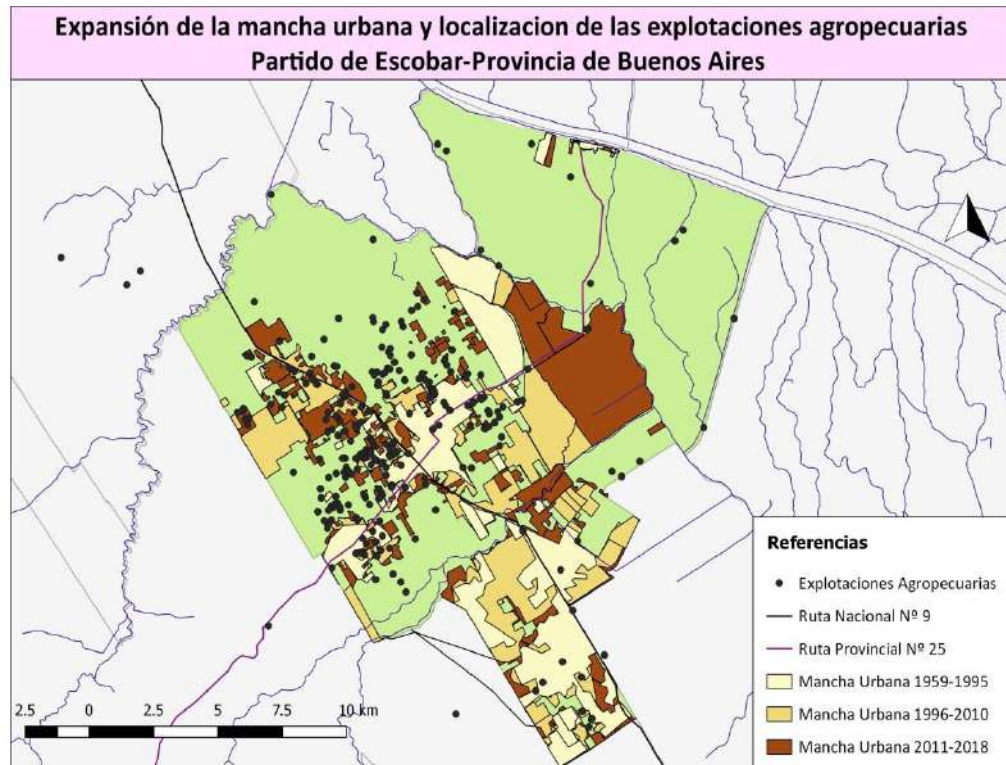 Expansión de la mancha urbana y localizacion de las explotaciones agropecuarias
Partido de Escobar-Provincia de Buenos Aires
Referencias
Explotaciones Agropecuarias
Ruta Nacional Nº 9
Ruta Provincial Nº 25
Mancha Urbana 1959-1995
Mancha Urbana 1996-2010
Mancha Urbana 2011-2018
2.5 0 2.5 5 7.5 10 km